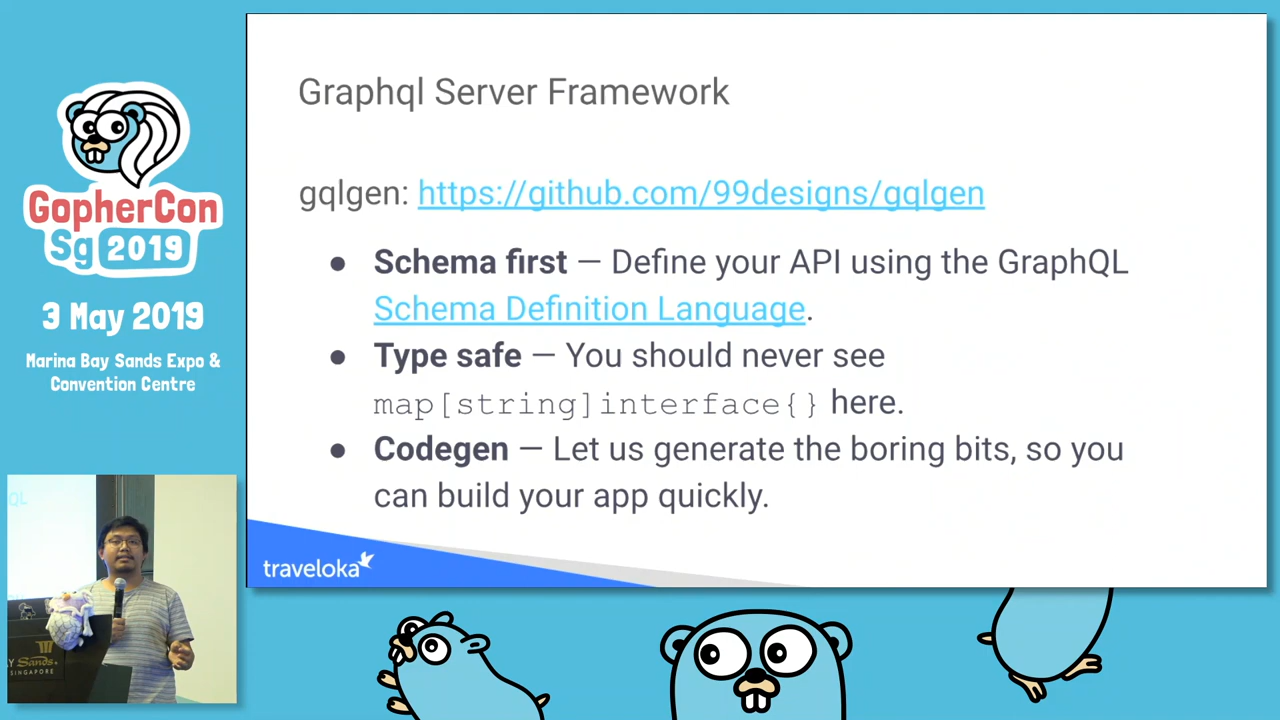 GopherCon
Sg 2019
3 May 2019
Marina Bay Sands Expo &
Convention Centre
Graphql Server Framework
gqlgen: https://github.com/99designs/gqlgen
● Schema first — Define your API using the GraphQL
Schema Definition Language.
● Type safe — You should never see
map[string]interface{} here.
● Codegen — Let us generate the boring bits, so you
can build your app quickly.
traveloka
QL
Sands
SINGAPORE